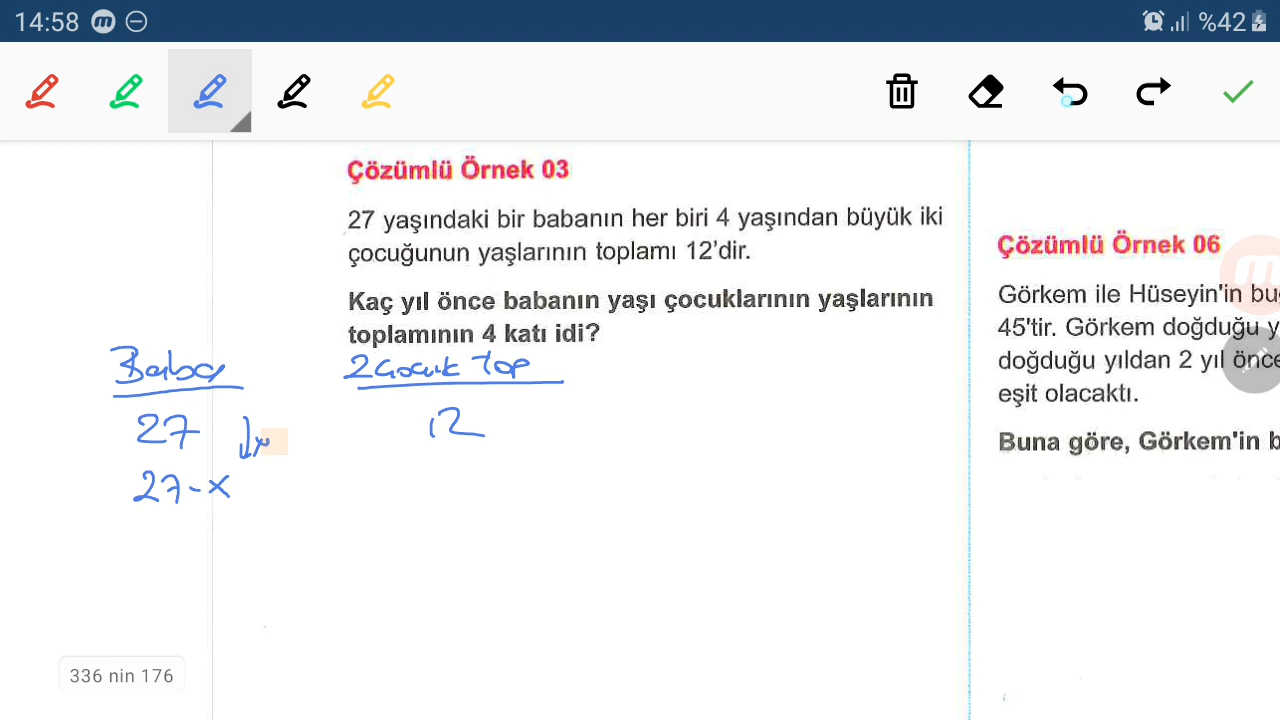 14:58
%42
Çözümlü Örnek 03
27 yaşındaki bir babanın her biri 4 yaşından büyük iki
çocuğunun yaşlarının toplamı 12'dir.
Kaç yıl önce babanın yaşı çocuklarının yaşlarının
toplamının 4 katı idi?
Baba
2 Çocuk Top
27
x
12
27-x
336 nin 176
Çözümlü Örnek 06
Görkem ile Hüseyin'in
45'tir. Görkem doğduğu
doğduğu yıldan 2 yıl önce
eşit olacaktı.
Buna göre, Görkem'in